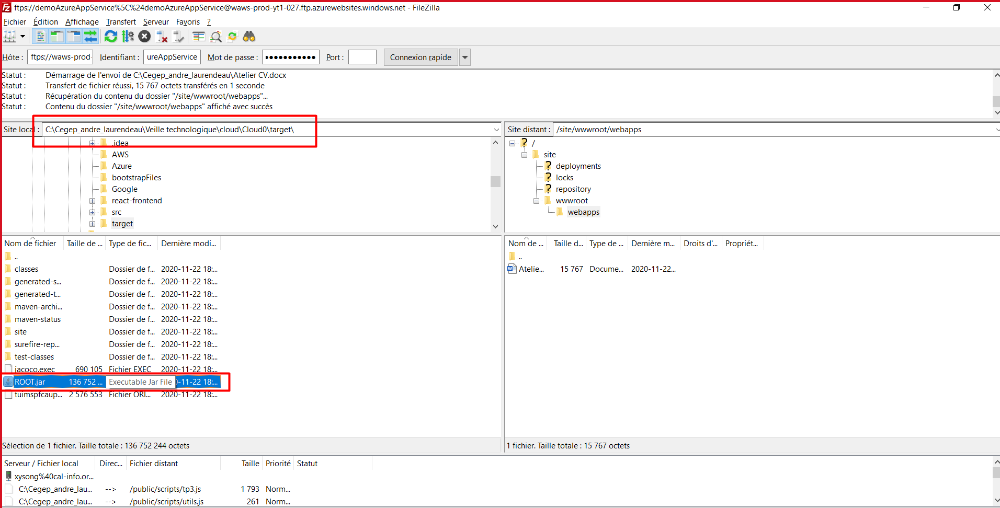 ftps://demoAzureAppService%5C%24demoAzureAppService@waws-prod-yt1-027.ftp.azurewebsites.windows.net - FileZilla
Fichier Édition Affichage Transfert Serveur Favoris ?
Hôte : ftps://waws-prod- Identifiant : ureAppService Mot de passe : ●●●●●●●●●●● Port : Connexion rapide
Statut : Démarrage de l'envoi de C:\Cegep_andre_laurendeau\Atelier CV.docx
Statut : Transfert de fichier réussi, 15 767 octets transférés en 1 seconde
Statut : Récupération du contenu du dossier "/site/wwwroot/webapps"...
Statut : Contenu du dossier "/site/wwwroot/webapps" affiché avec succès
Site local : C:\Cegep_andre_laurendeau\Veille technologique\cloud\Cloud0\target\
.idea
AWS
Azure
bootstrapFiles
Google
react-frontend
src
target
Site distant : /site/wwwroot/webapps
/
site
deployments
locks
repository
wwwroot
webapps
Nom de fichier Taille de ... Type de fic... Dernière modi...
..
classes Dossier de f... 2020-11-22 18:...
generated-s... Dossier de f... 2020-11-22 18:...
generated-t... Dossier de f... 2020-11-22 18:...
maven-archi... Dossier de f... 2020-11-22 18:...
maven-status Dossier de f... 2020-11-22 18:...
site Dossier de f... 2020-11-22 18:...
surefire-rep... Dossier de f... 2020-11-22 18:...
test-classes Dossier de f... 2020-11-22 18:...
jacoco.exec 690 105 Fichier EXEC 2020-11-22 18:...
ROOT.jar 136 752 ... Executable Jar File 0-11-22 18:...
tuimspfcaup... 2 576 553 Fichier ORI... 2020-11-22 18:...
Sélection de 1 fichier. Taille totale : 136 752 244 octets
Nom de ... Taille d... Type de ... Dernière m... Droits d'... Propriét...
..
Atelie... 15 767 Docume... 2020-11-22...
1 fichier. Taille totale : 15 767 octets
Serveur / Fichier local Direc... Fichier distant Taille Priorité Statut
xysong%40cal-info.or...
C:\Cegep_andre_lau... --> /public/scripts/tp3.js 1 793 Norm...
C:\Cegep_andre_lau... --> /public/scripts/utils.js 261 Norm...